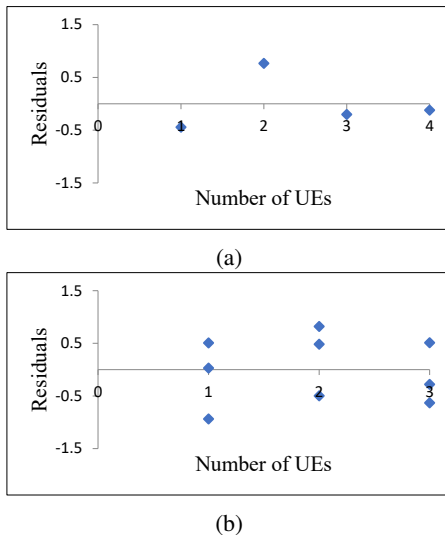 1.5
0.5
-0.5
-1.5
0 1 2 3 4
Residuals
Number of UEs
(a)
1.5
0.5
-0.5
-1.5
0 1 2 3
Residuals
Number of UEs
(b)